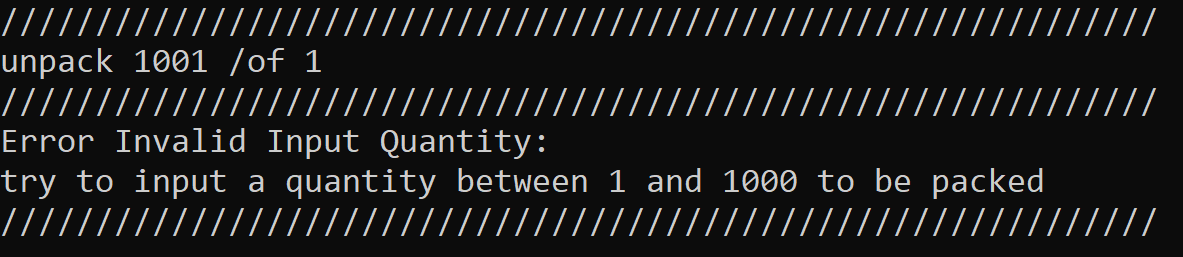 /////////////////////////////////////////////////////////////
unpack 1001 /of 1
/////////////////////////////////////////////////////////////
Error Invalid Input Quantity:
try to input a quantity between 1 and 1000 to be packed
/////////////////////////////////////////////////////////////